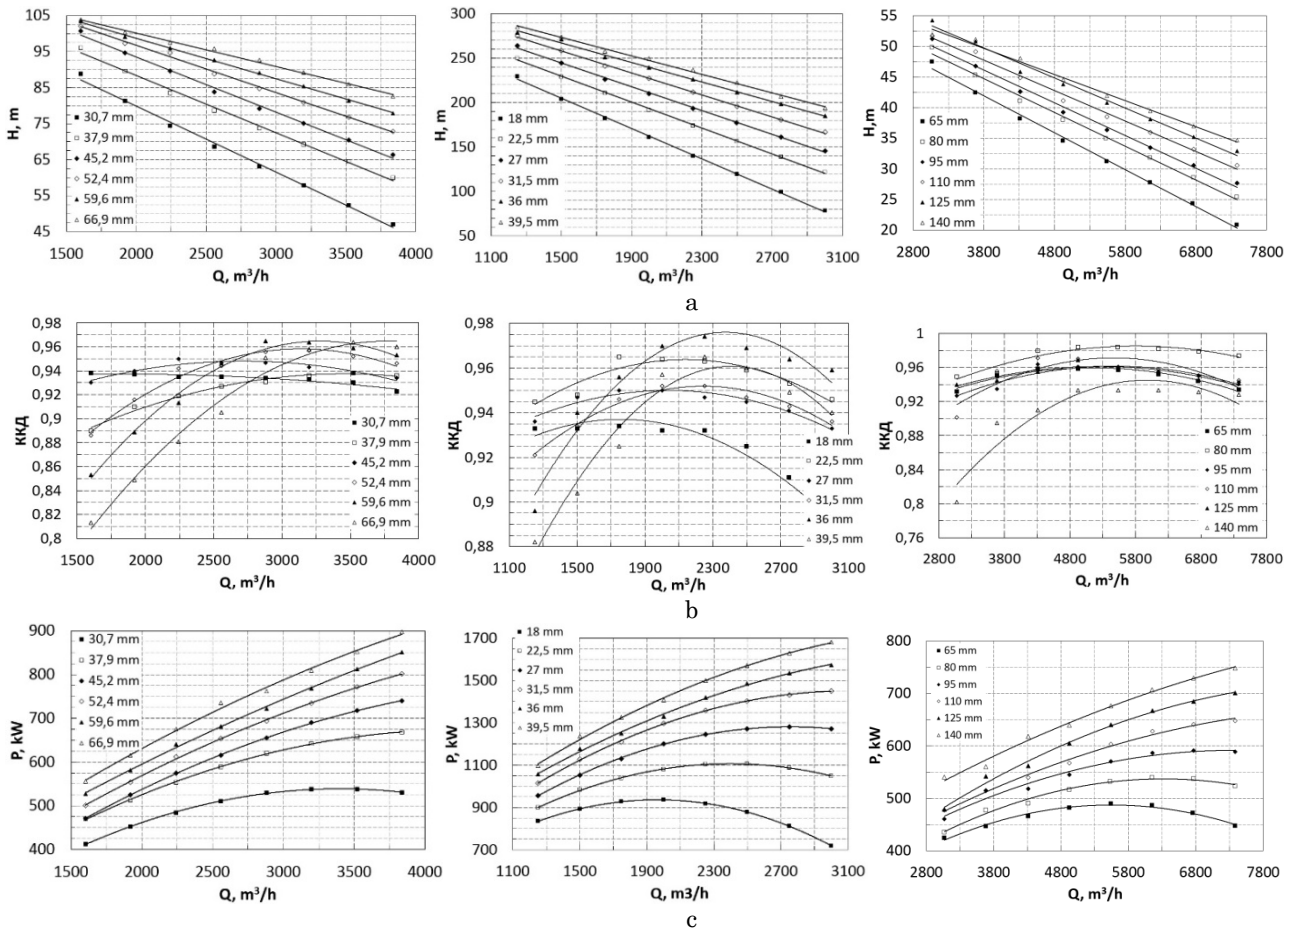 H, m
105
95
85
75
65
55
45
1500
2000
2500
3000
3500
4000
Q, m³/h
30,7 mm
37,9 mm
45,2 mm
52,4 mm
59,6 mm
66,9 mm
H, m
300
250
200
150
100
50
1100
1500
1900
2300
2700
3100
Q, m³/h
18 mm
22,5 mm
27 mm
31,5 mm
36 mm
39,5 mm
H,m
55
50
45
40
35
30
25
20
2800
3800
4800
5800
6800
7800
Q, m³/h
65 mm
80 mm
95 mm
110 mm
125 mm
140 mm
a
ККД
0,98
0,96
0,94
0,92
0,9
0,88
0,86
0,84
0,82
0,8
1500
2000
2500
3000
3500
4000
Q, m³/h
30,7 mm
37,9 mm
45,2 mm
52,4 mm
59,6 mm
66,9 mm
ККД
0,98
0,96
0,94
0,92
0,9
0,88
1100
1500
1900
2300
2700
3100
Q, m³/h
18 mm
22,5 mm
27 mm
31,5 mm
36 mm
39,5 mm
ККД
1
0,96
0,92
0,88
0,84
0,8
0,76
2800
3800
4800
5800
6800
7800
Q, m³/h
65 mm
80 mm
95 mm
110 mm
125 mm
140 mm
b
P, kW
900
800
700
600
500
400
1500
2000
2500
3000
3500
4000
Q, m³/h
30,7 mm
37,9 mm
45,2 mm
52,4 mm
59,6 mm
66,9 mm
P, kW
1700
1500
1300
1100
900
700
1100
1500
1900
2300
2700
3100
Q, m3/h
18 mm
22,5 mm
27 mm
31,5 mm
36 mm
39,5 mm
P, kW
800
700
600
500
400
2800
3800
4800
5800
6800
7800
Q, m³/h
65 mm
80 mm
95 mm
110 mm
125 mm
140 mm
c